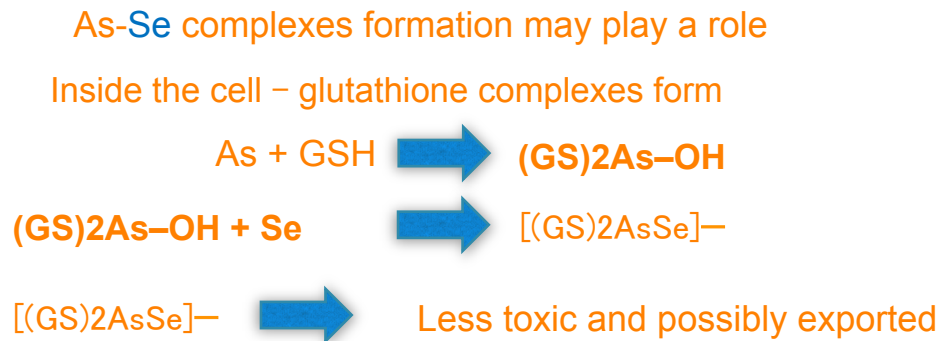 As-Se complexes formation may play a role
Inside the cell – glutathione complexes form
As + GSH (GS)2As–OH
(GS)2As–OH + Se [(GS)2AsSe]−
[(GS)2AsSe]− Less toxic and possibly exported